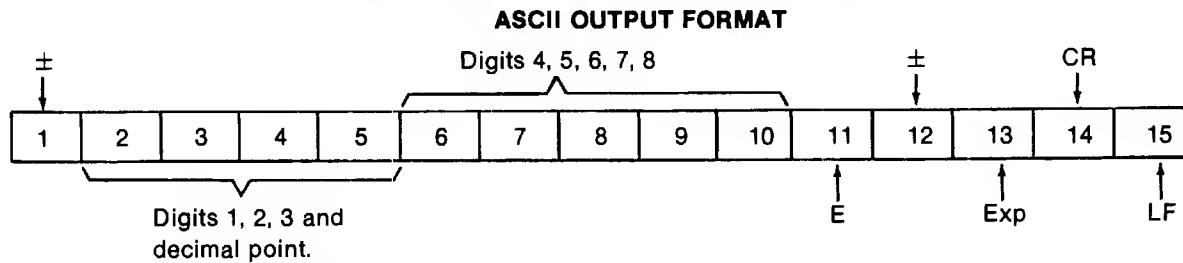 ASCII OUTPUT FORMAT
±
Digits 4, 5, 6, 7, 8
±
CR
1 2 3 4 5 6 7 8 9 10 11 12 13 14 15
Digits 1, 2, 3 and
decimal point.
E
Exp
LF